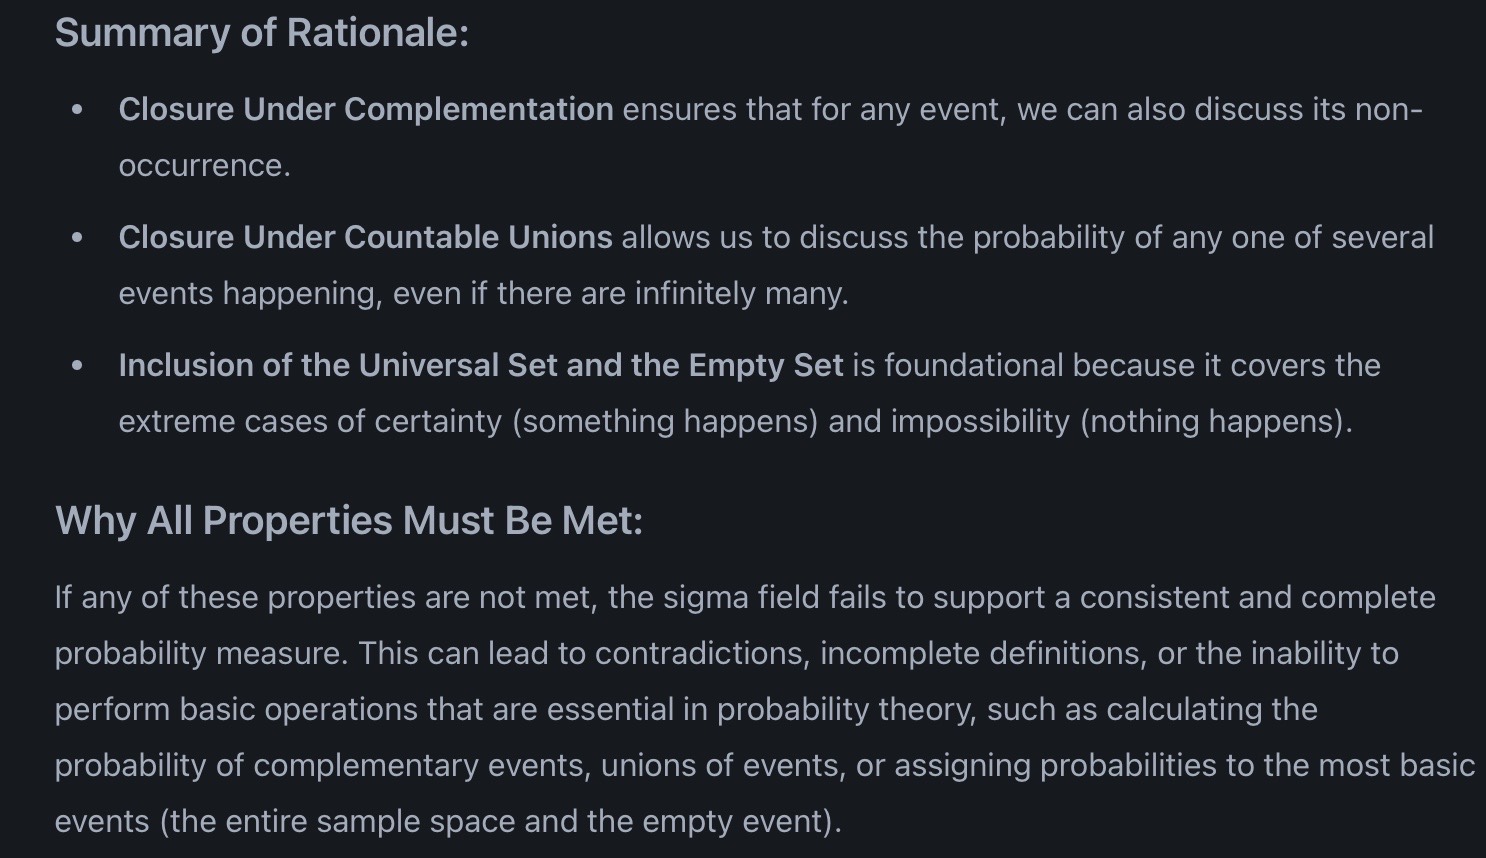 Summary of Rationale:
• Closure Under Complementation ensures that for any event, we can also discuss its non-
occurrence.
• Closure Under Countable Unions allows us to discuss the probability of any one of several
events happening, even if there are infinitely many.
• Inclusion of the Universal Set and the Empty Set is foundational because it covers the
extreme cases of certainty (something happens) and impossibility (nothing happens).
Why All Properties Must Be Met:
If any of these properties are not met, the sigma field fails to support a consistent and complete
probability measure. This can lead to contradictions, incomplete definitions, or the inability to
perform basic operations that are essential in probability theory, such as calculating the
probability of complementary events, unions of events, or assigning probabilities to the most basic
events (the entire sample space and the empty event).